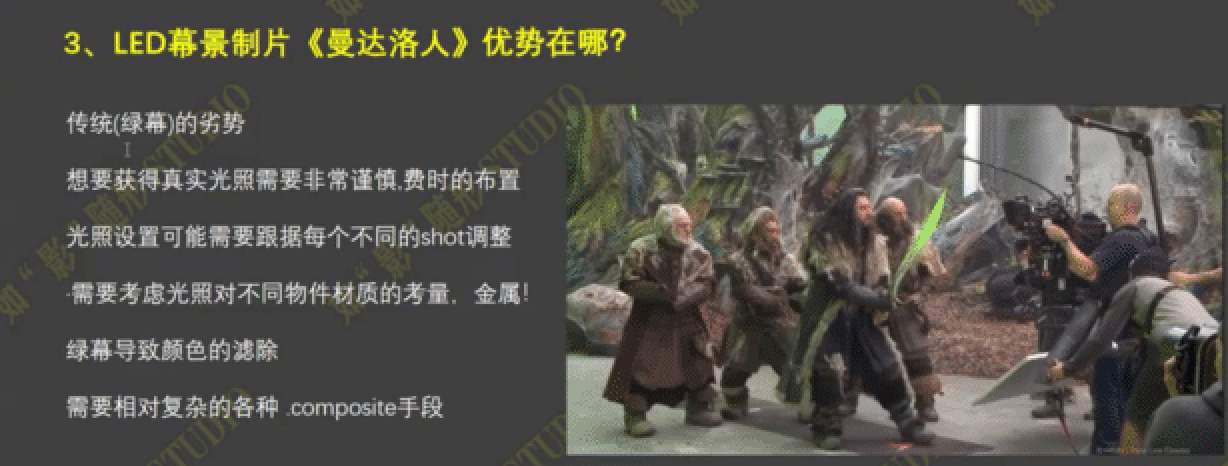 3、LED幕景制片《曼达洛人》优势在哪?
传统(绿幕)的劣势
想要获得真实光照需要非常谨慎,费时的布置
光照设置可能需要跟据每个不同的shot调整
·需要考虑光照对不同物件材质的考量，金属!
绿幕导致颜色的滤除
需要相对复杂的各种 .composite手段
如“影”随形STUDIO